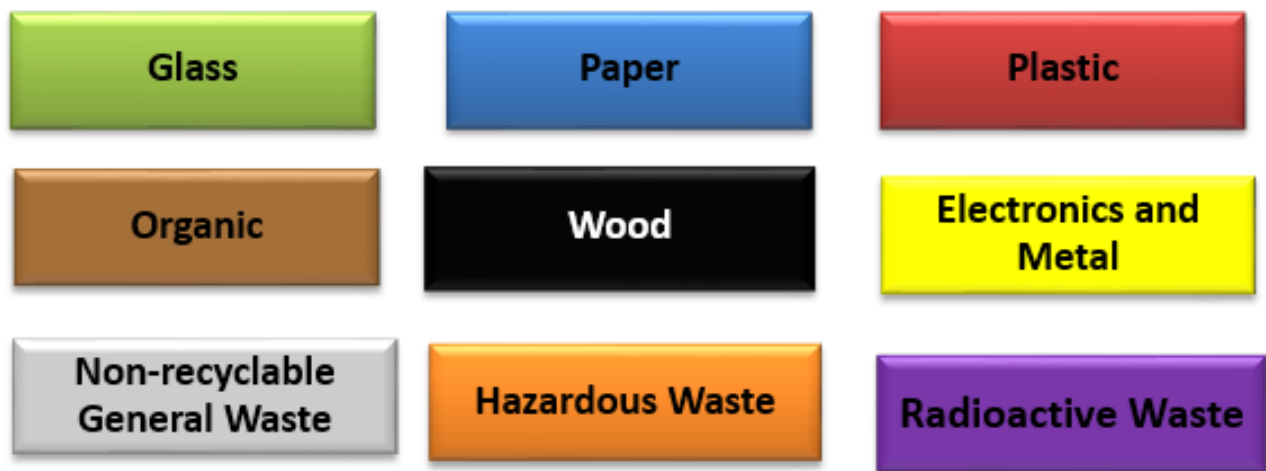 Glass
Paper
Plastic
Organic
Wood
Electronics and
Metal
Non-recyclable
General Waste
Hazardous Waste
Radioactive Waste